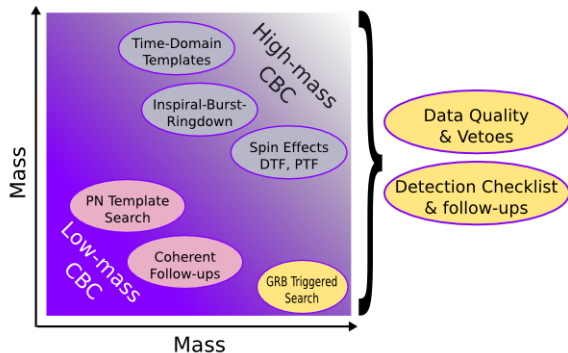 Time-Domain
Templates
High-mass
CBC
Inspiral-Burst-
Ringdown
Spin Effects
DTF, PTF
PN Template
Search
Low-mass
CBC
Coherent
Follow-ups
GRB Triggered
Search
Mass
Mass
Data Quality
& Vetoes
Detection Checklist
& follow-ups